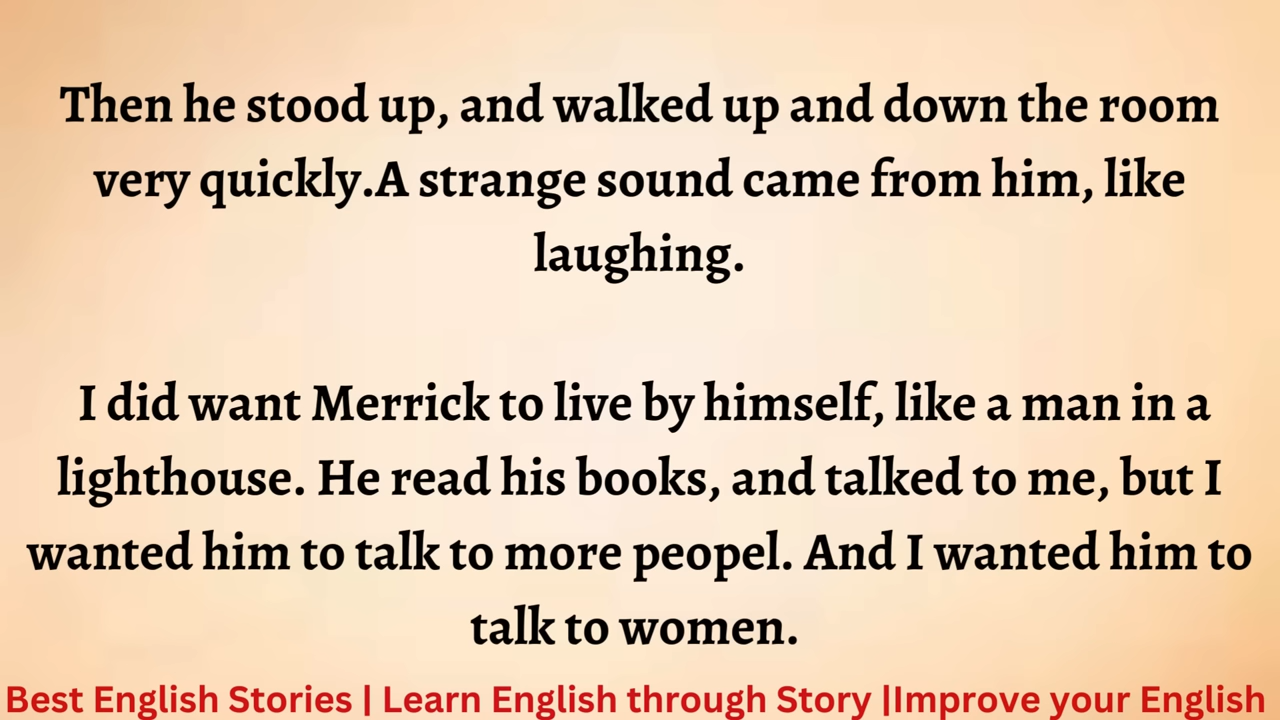 Then he stood up, and walked up and down the room
very quickly.A strange sound came from him, like
laughing.
I did want Merrick to live by himself, like a man in a
lighthouse. He read his books, and talked to me, but I
wanted him to talk to more peopel. And I wanted him to
talk to women.
Best English Stories | Learn English through Story |Improve your English